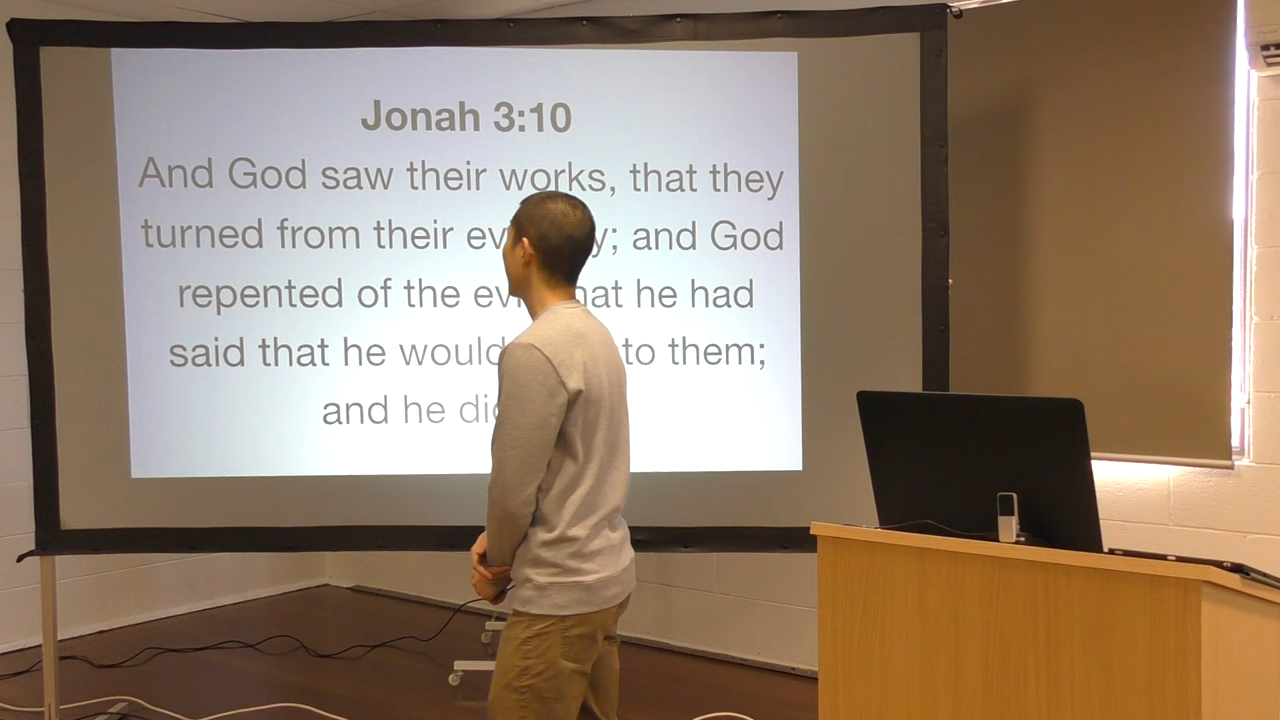 Jonah 3:10
And God saw their works, that they
turned from their and God
repented of the that he had
said that he would to them;
and he